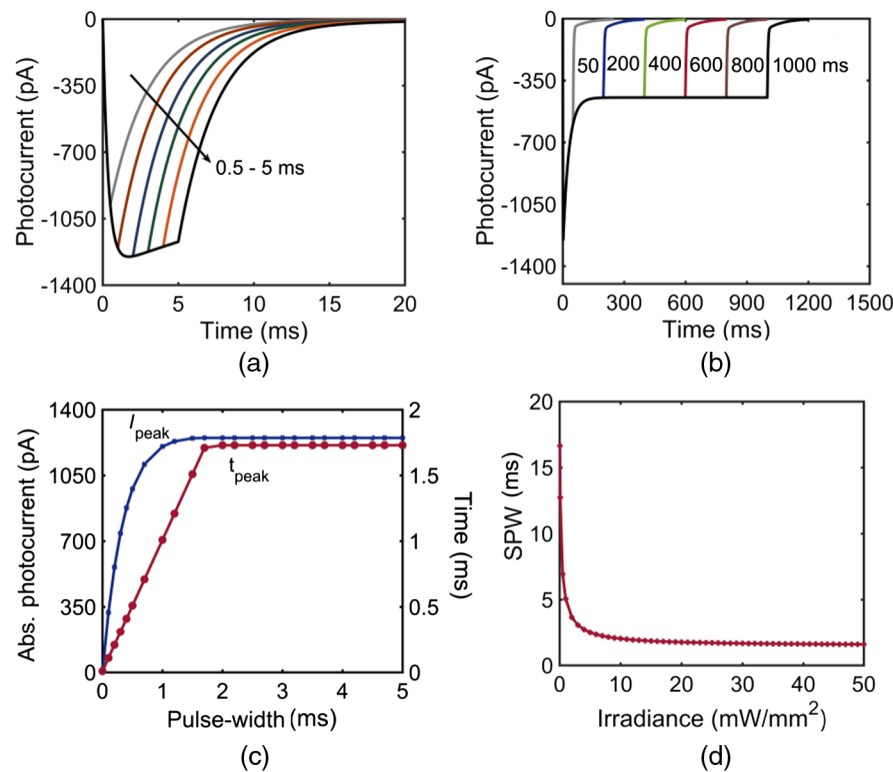 0
-350
-700
-1050
-1400
Photocurrent (pA)
0.5 - 5 ms
0 5 10 15 20
Time (ms)
(a)
0
-350
-700
-1050
-1400
Photocurrent (pA)
50 200 400 600 800 1000 ms
0 300 600 900 1200 1500
Time (ms)
(b)
1400
1050
700
350
0
Abs. photocurrent (pA)
Ipeak
tpeak
2
1.5
1
0.5
0
Time (ms)
0 1 2 3 4 5
Pulse-width (ms)
(c)
20
15
10
5
0
SPW (ms)
0 10 20 30 40 50
Irradiance (mW/mm2)
(d)